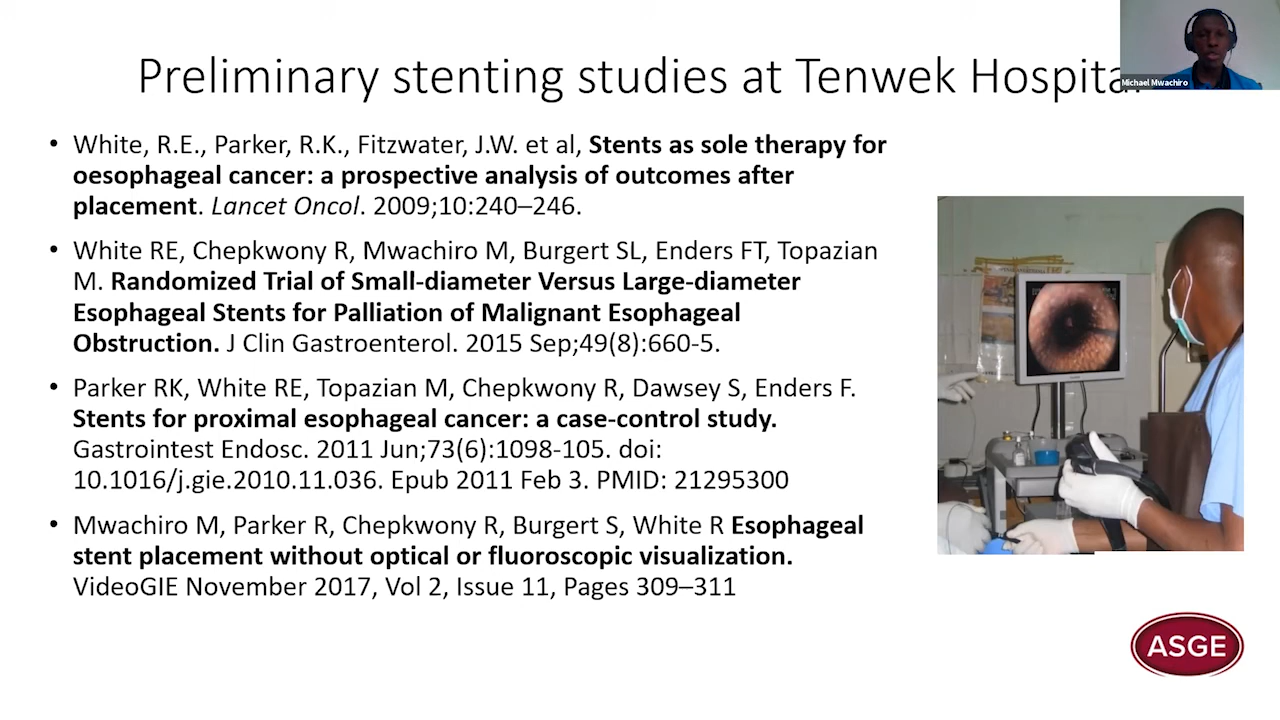 Preliminary stenting studies at Tenwek Hospital
Michael Mwachiro
• White, R.E., Parker, R.K., Fitzwater, J.W. et al, Stents as sole therapy for
oesophageal cancer: a prospective analysis of outcomes after
placement. Lancet Oncol. 2009;10:240–246.
• White RE, Chepkwony R, Mwachiro M, Burgert SL, Enders FT, Topazian
M. Randomized Trial of Small-diameter Versus Large-diameter
Esophageal Stents for Palliation of Malignant Esophageal
Obstruction. J Clin Gastroenterol. 2015 Sep;49(8):660-5.
• Parker RK, White RE, Topazian M, Chepkwony R, Dawsey S, Enders F.
Stents for proximal esophageal cancer: a case-control study.
Gastrointest Endosc. 2011 Jun;73(6):1098-105. doi:
10.1016/j.gie.2010.11.036. Epub 2011 Feb 3. PMID: 21295300
• Mwachiro M, Parker R, Chepkwony R, Burgert S, White R Esophageal
stent placement without optical or fluoroscopic visualization.
VideoGIE November 2017, Vol 2, Issue 11, Pages 309–311
ASGE